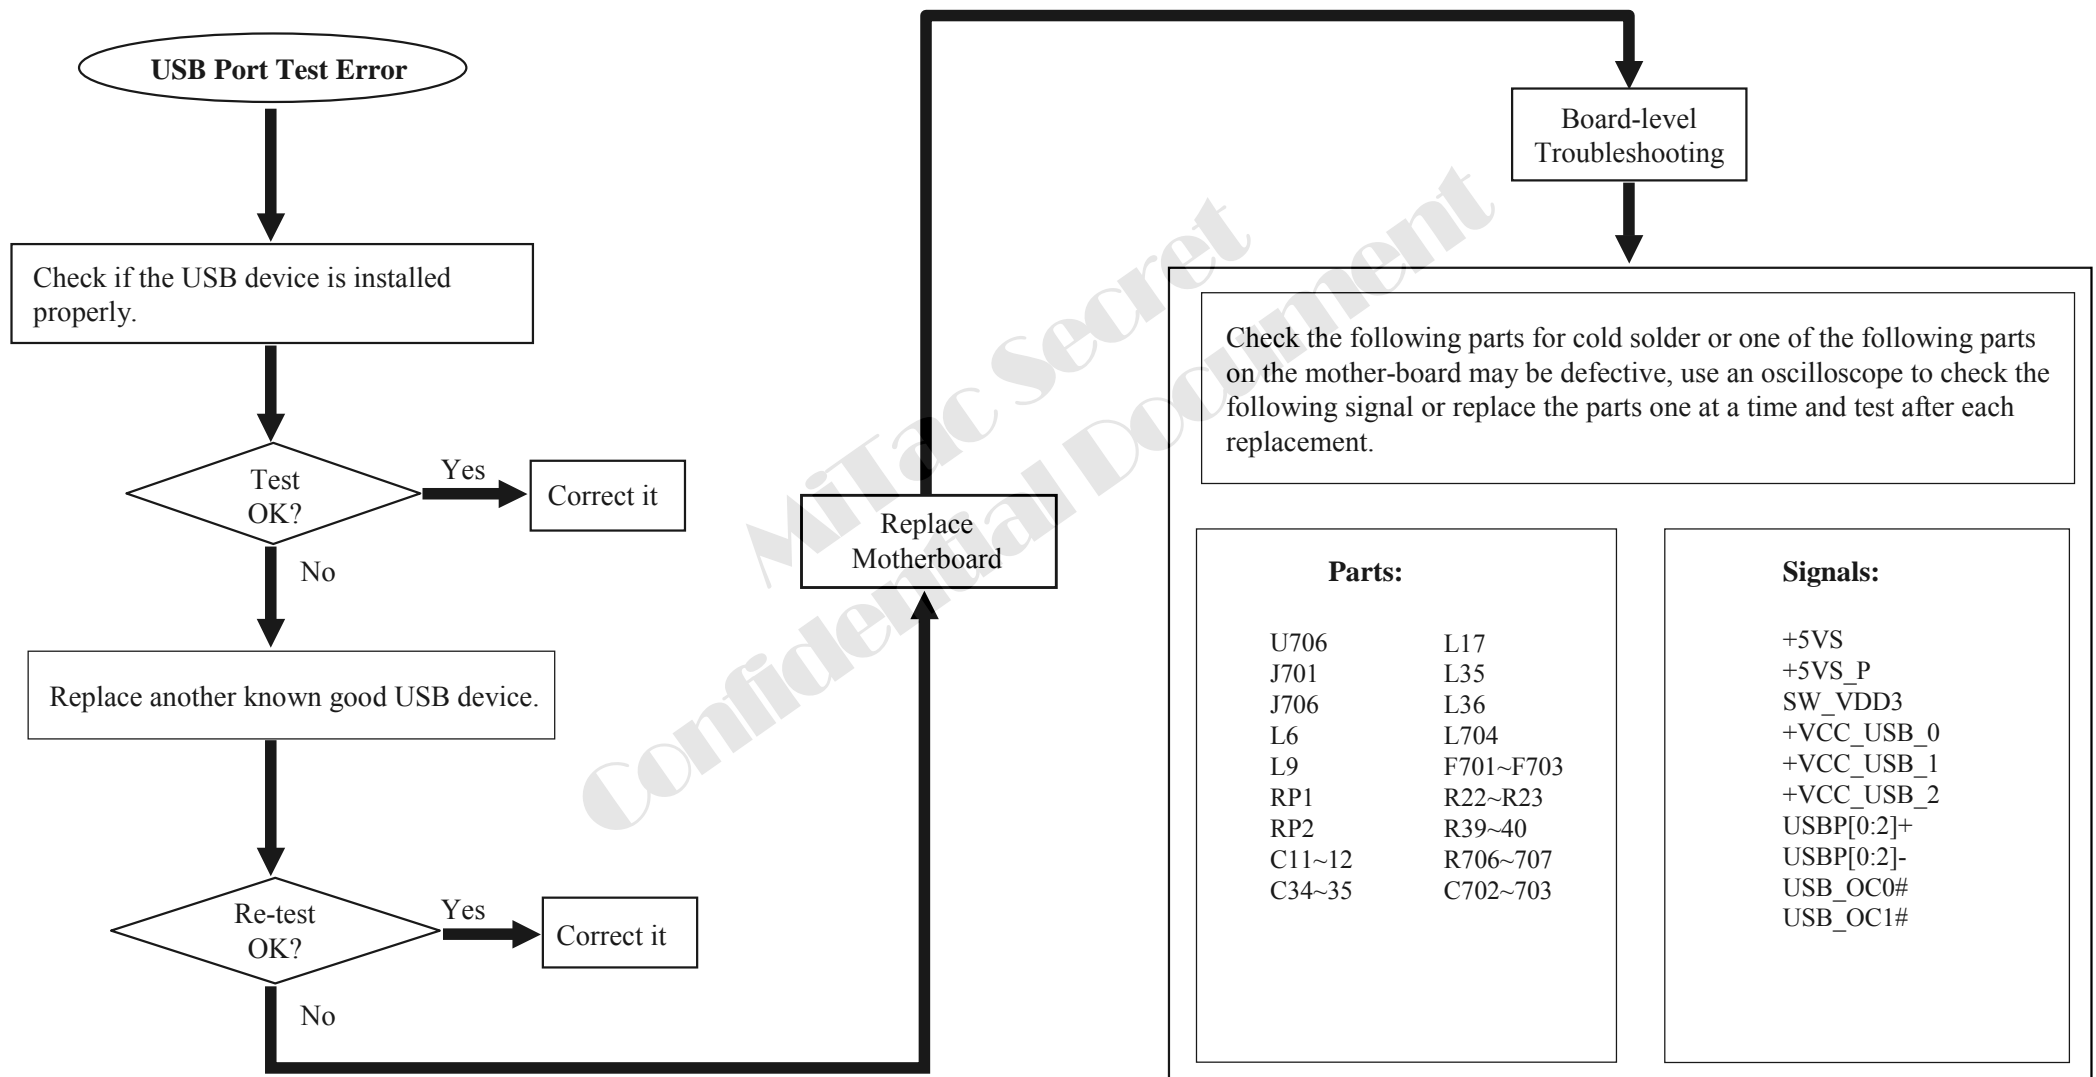 USB Port Test Error
Check if the USB device is installed
properly.
Test
OK?
Yes
Correct it
No
Replace another known good USB device.
Re-test
OK?
Yes
Correct it
No
Replace
Motherboard
Board-level
Troubleshooting
Check the following parts for cold solder or one of the following parts
on the mother-board may be defective, use an oscilloscope to check the
following signal or replace the parts one at a time and test after each
replacement.
Parts:
U706
J701
J706
L6
L9
RP1
RP2
C11~12
C34~35
L17
L35
L36
L704
F701~F703
R22~R23
R39~40
R706~707
C702~703
Signals:
+5VS
+5VS_P
SW_VDD3
+VCC_USB_0
+VCC_USB_1
+VCC_USB_2
USBP[0:2]+
USBP[0:2]-
USB_OC0#
USB_OC1#
MiTac Secret
Confidential Document